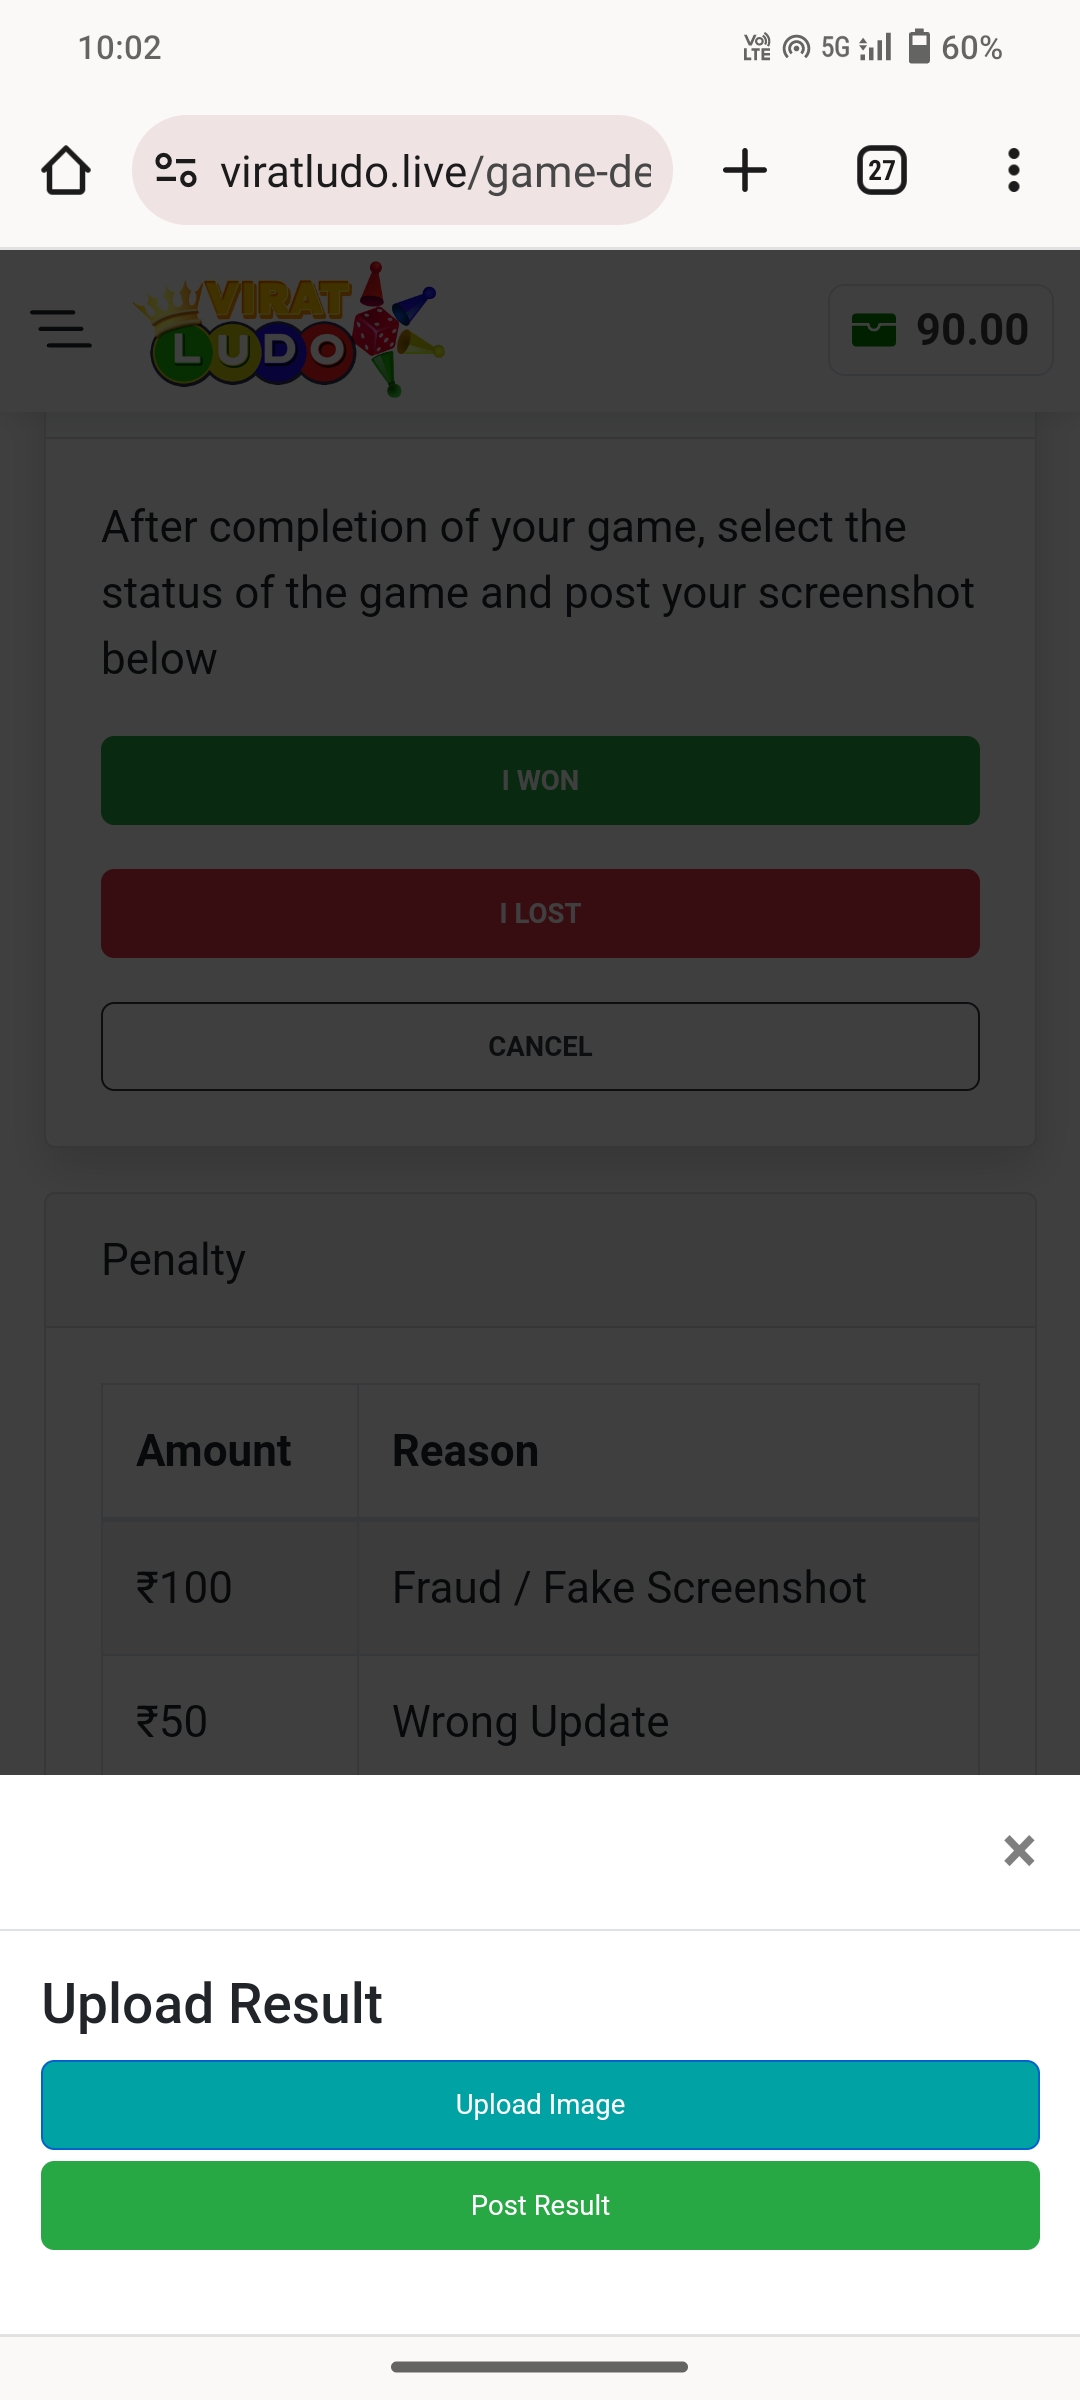 10:02
Vo) LTE 5G 60%
viratludo.live/game-de
27
VIRAT
LUDO
90.00
After completion of your game, select the
status of the game and post your screenshot
below
I WON
I LOST
CANCEL
Penalty
Amount Reason
₹100 Fraud / Fake Screenshot
₹50 Wrong Update
×
Upload Result
Upload Image
Post Result